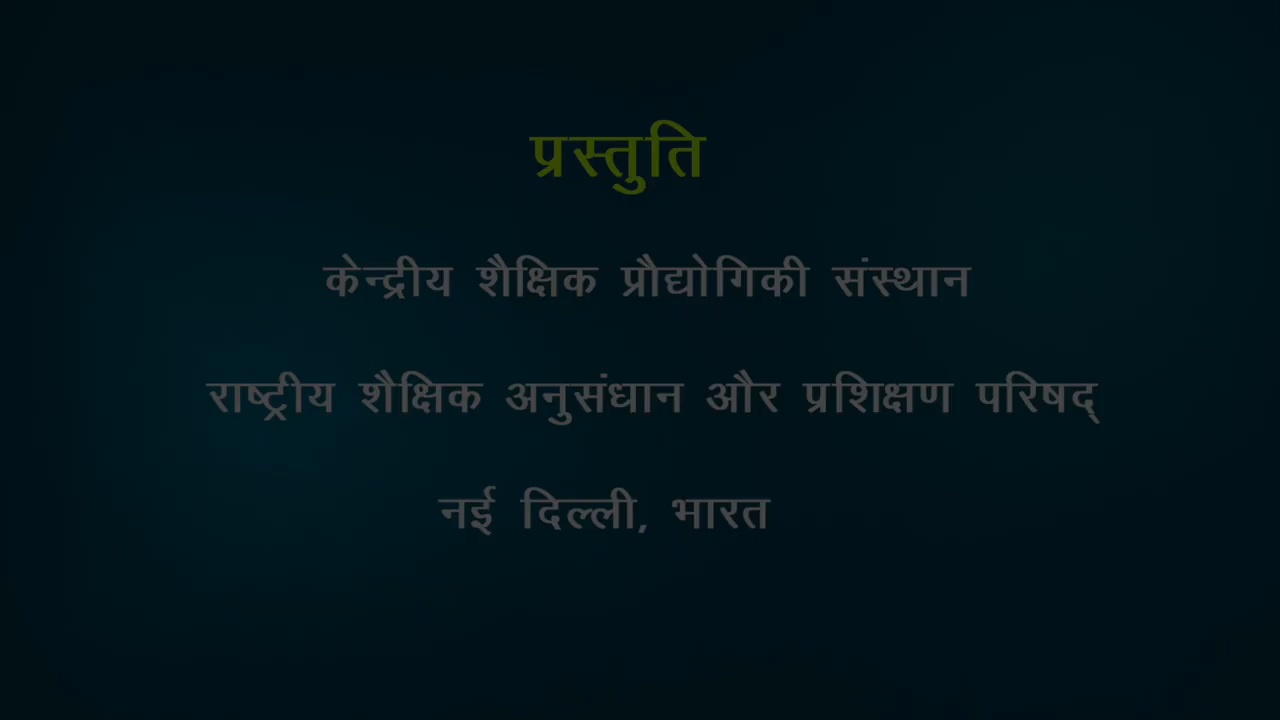 प्रस्तुति
केन्द्रीय शैक्षिक प्रौद्योगिकी संस्थान
राष्ट्रीय शैक्षिक अनुसंधान और प्रशिक्षण परिषद्
नई दिल्ली, भारत